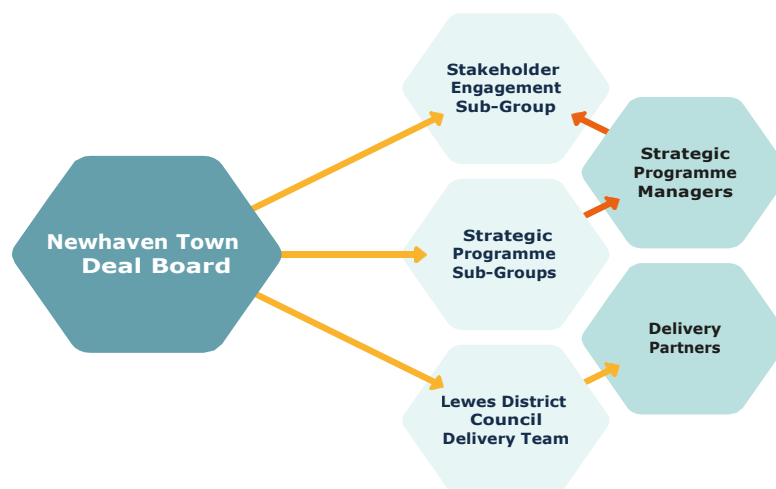 Stakeholder
Engagement
Sub-Group
Strategic
Programme
Managers
Newhaven Town
Deal Board
Strategic
Programme
Sub-Groups
Delivery
Partners
Lewes District
Council
Delivery Team